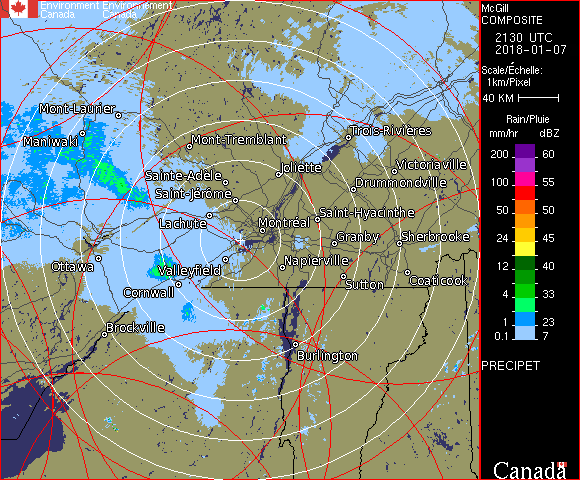 Environment Environnement
Canada Canada
McGill
COMPOSITE
2130 UTC
2018-01-07
Scale/Échelle:
1km/Pixel
40 KM
Rain/Pluie
mm/hr dBZ
200 60
150 57
100 55
50 50
24 45
12 40
4 33
1 23
0.1 7
PRECIPET
Canada
Mont-Laurier
Maniwaki
Mont-Tremblant
Trois-Rivières
Sainte-Adèle
Joliette
Victoriaville
Saint-Jérôme
Drummondville
Lachute
Montréal
Saint-Hyacinthe
Granby
Sherbrooke
Ottawa
Valleyfield
Napierville
Cornwall
Sutton
Coaticook
Brockville
Burlington